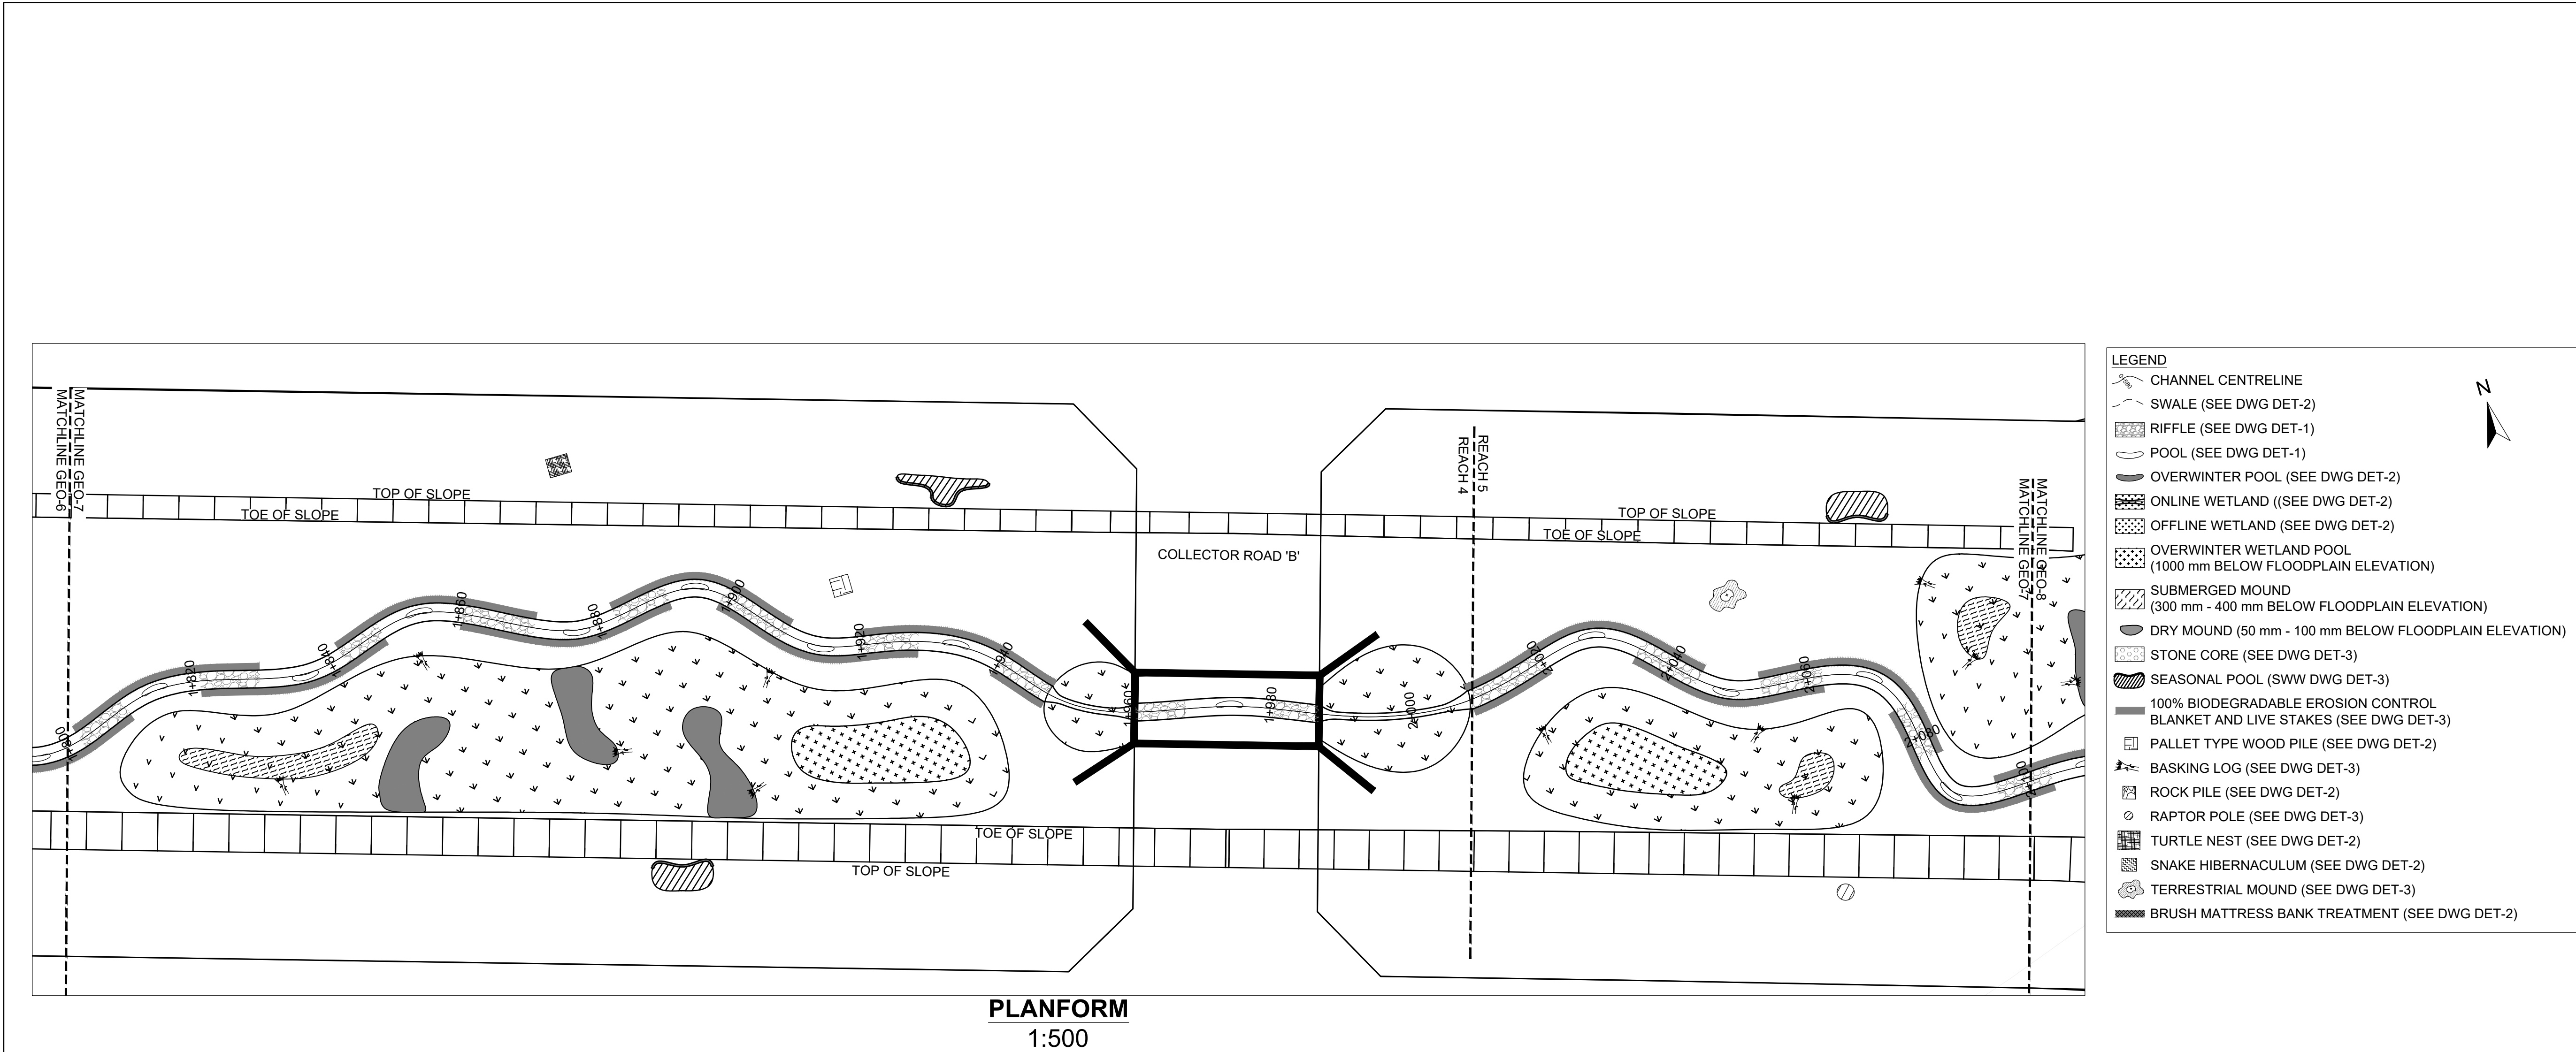 MATCHLINE GEO-7
MATCHLINE GEO-6
TOP OF SLOPE
TOE OF SLOPE
COLLECTOR ROAD 'B'
REACH 5
REACH 4
TOP OF SLOPE
TOE OF SLOPE
MATCHLINE GEO-8
MATCHLINE GEO-7
1+800
1+820
1+840
1+860
1+880
1+900
1+920
1+940
1+960
1+980
2+000
2+020
2+040
2+060
2+080
2+100
TOE OF SLOPE
TOP OF SLOPE
PLANFORM
1:500
LEGEND
CHANNEL CENTRELINE
SWALE (SEE DWG DET-2)
RIFFLE (SEE DWG DET-1)
POOL (SEE DWG DET-1)
OVERWINTER POOL (SEE DWG DET-2)
ONLINE WETLAND ((SEE DWG DET-2)
OFFLINE WETLAND (SEE DWG DET-2)
OVERWINTER WETLAND POOL
(1000 mm BELOW FLOODPLAIN ELEVATION)
SUBMERGED MOUND
(300 mm - 400 mm BELOW FLOODPLAIN ELEVATION)
DRY MOUND (50 mm - 100 mm BELOW FLOODPLAIN ELEVATION)
STONE CORE (SEE DWG DET-3)
SEASONAL POOL (SWW DWG DET-3)
100% BIODEGRADABLE EROSION CONTROL
BLANKET AND LIVE STAKES (SEE DWG DET-3)
PALLET TYPE WOOD PILE (SEE DWG DET-2)
BASKING LOG (SEE DWG DET-3)
ROCK PILE (SEE DWG DET-2)
RAPTOR POLE (SEE DWG DET-3)
TURTLE NEST (SEE DWG DET-2)
SNAKE HIBERNACULUM (SEE DWG DET-2)
TERRESTRIAL MOUND (SEE DWG DET-3)
BRUSH MATTRESS BANK TREATMENT (SEE DWG DET-2)
N